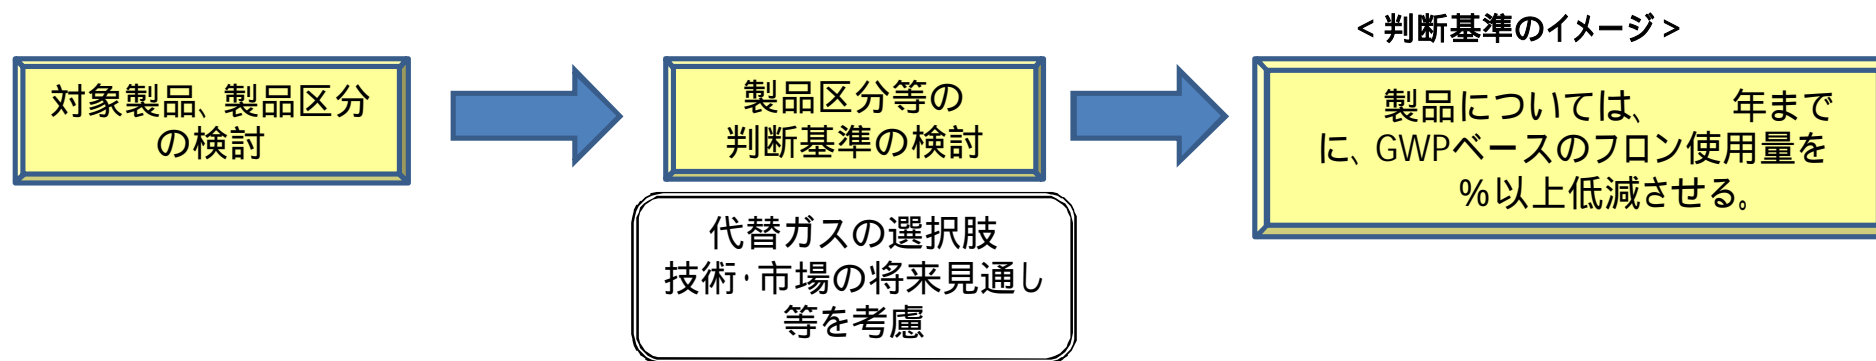 <判断基準のイメージ>
対象製品、製品区分
の検討
製品区分等の
判断基準の検討
代替ガスの選択肢
技術・市場の将来見通し
等を考慮
製品については、　　年まで
に、GWPベースのフロン使用量を
%以上低減させる。